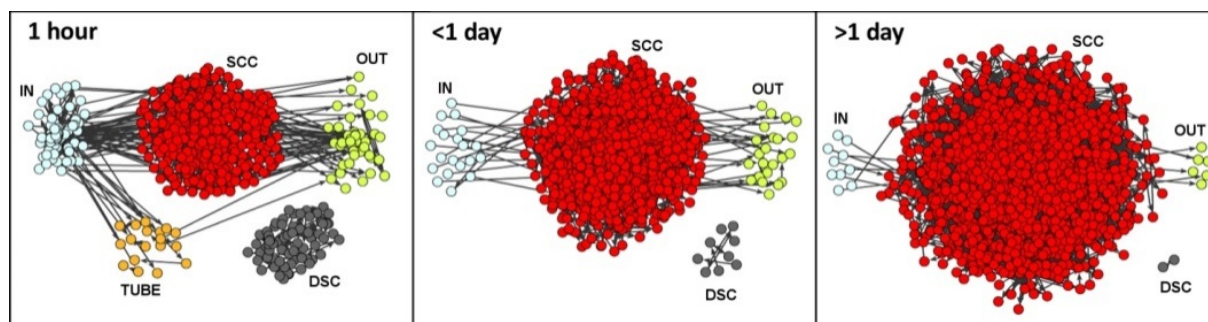 1 hour
SCC
OUT
IN
TUBE
DSC
<1 day
SCC
IN
OUT
DSC
>1 day
SCC
IN
OUT
DSC